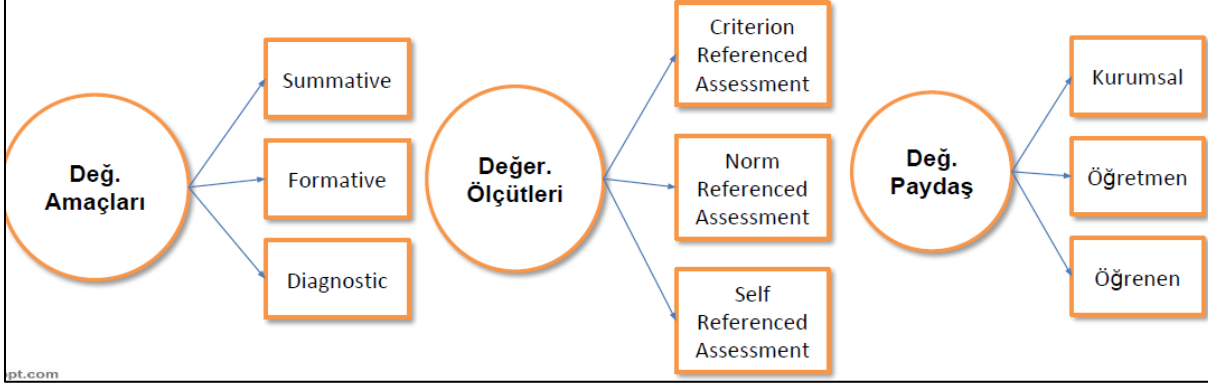 Değ.
Amaçları
Summative
Formative
Diagnostic
Değer.
Ölçütleri
Criterion
Referenced
Assessment
Norm
Referenced
Assessment
Self
Referenced
Assessment
Değ.
Paydaş
Kurumsal
Öğretmen
Öğrenen
pt.com